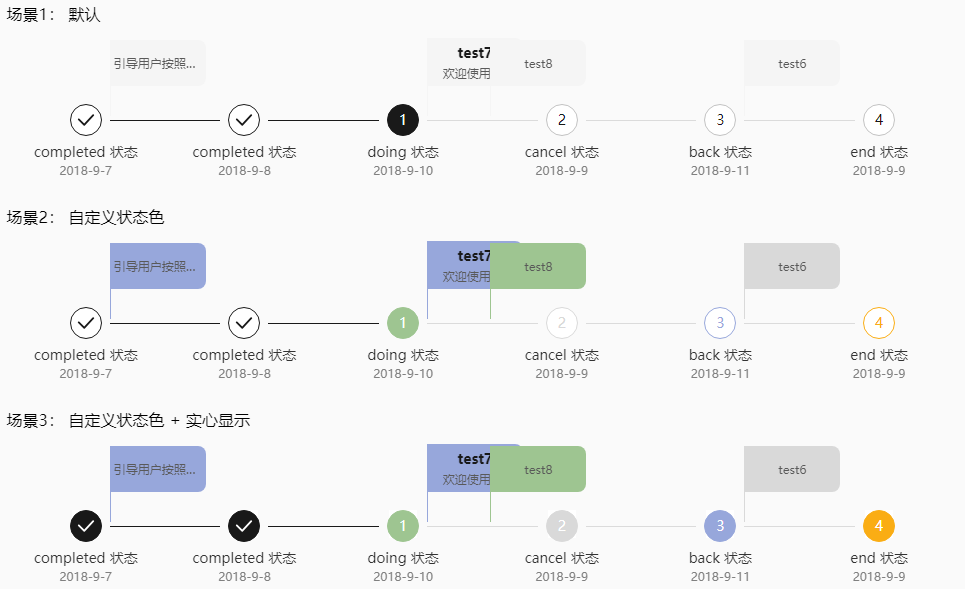 场景1： 默认
引导用户按照...
test7
欢迎使用
test8
test6
1
2
3
4
completed 状态
completed 状态
doing 状态
cancel 状态
back 状态
end 状态
2018-9-7
2018-9-8
2018-9-10
2018-9-9
2018-9-11
2018-9-9
场景2： 自定义状态色
引导用户按照...
test7
欢迎使用
test8
test6
1
2
3
4
completed 状态
completed 状态
doing 状态
cancel 状态
back 状态
end 状态
2018-9-7
2018-9-8
2018-9-10
2018-9-9
2018-9-11
2018-9-9
场景3： 自定义状态色 + 实心显示
引导用户按照...
test7
欢迎使用
test8
test6
1
2
3
4
completed 状态
completed 状态
doing 状态
cancel 状态
back 状态
end 状态
2018-9-7
2018-9-8
2018-9-10
2018-9-9
2018-9-11
2018-9-9